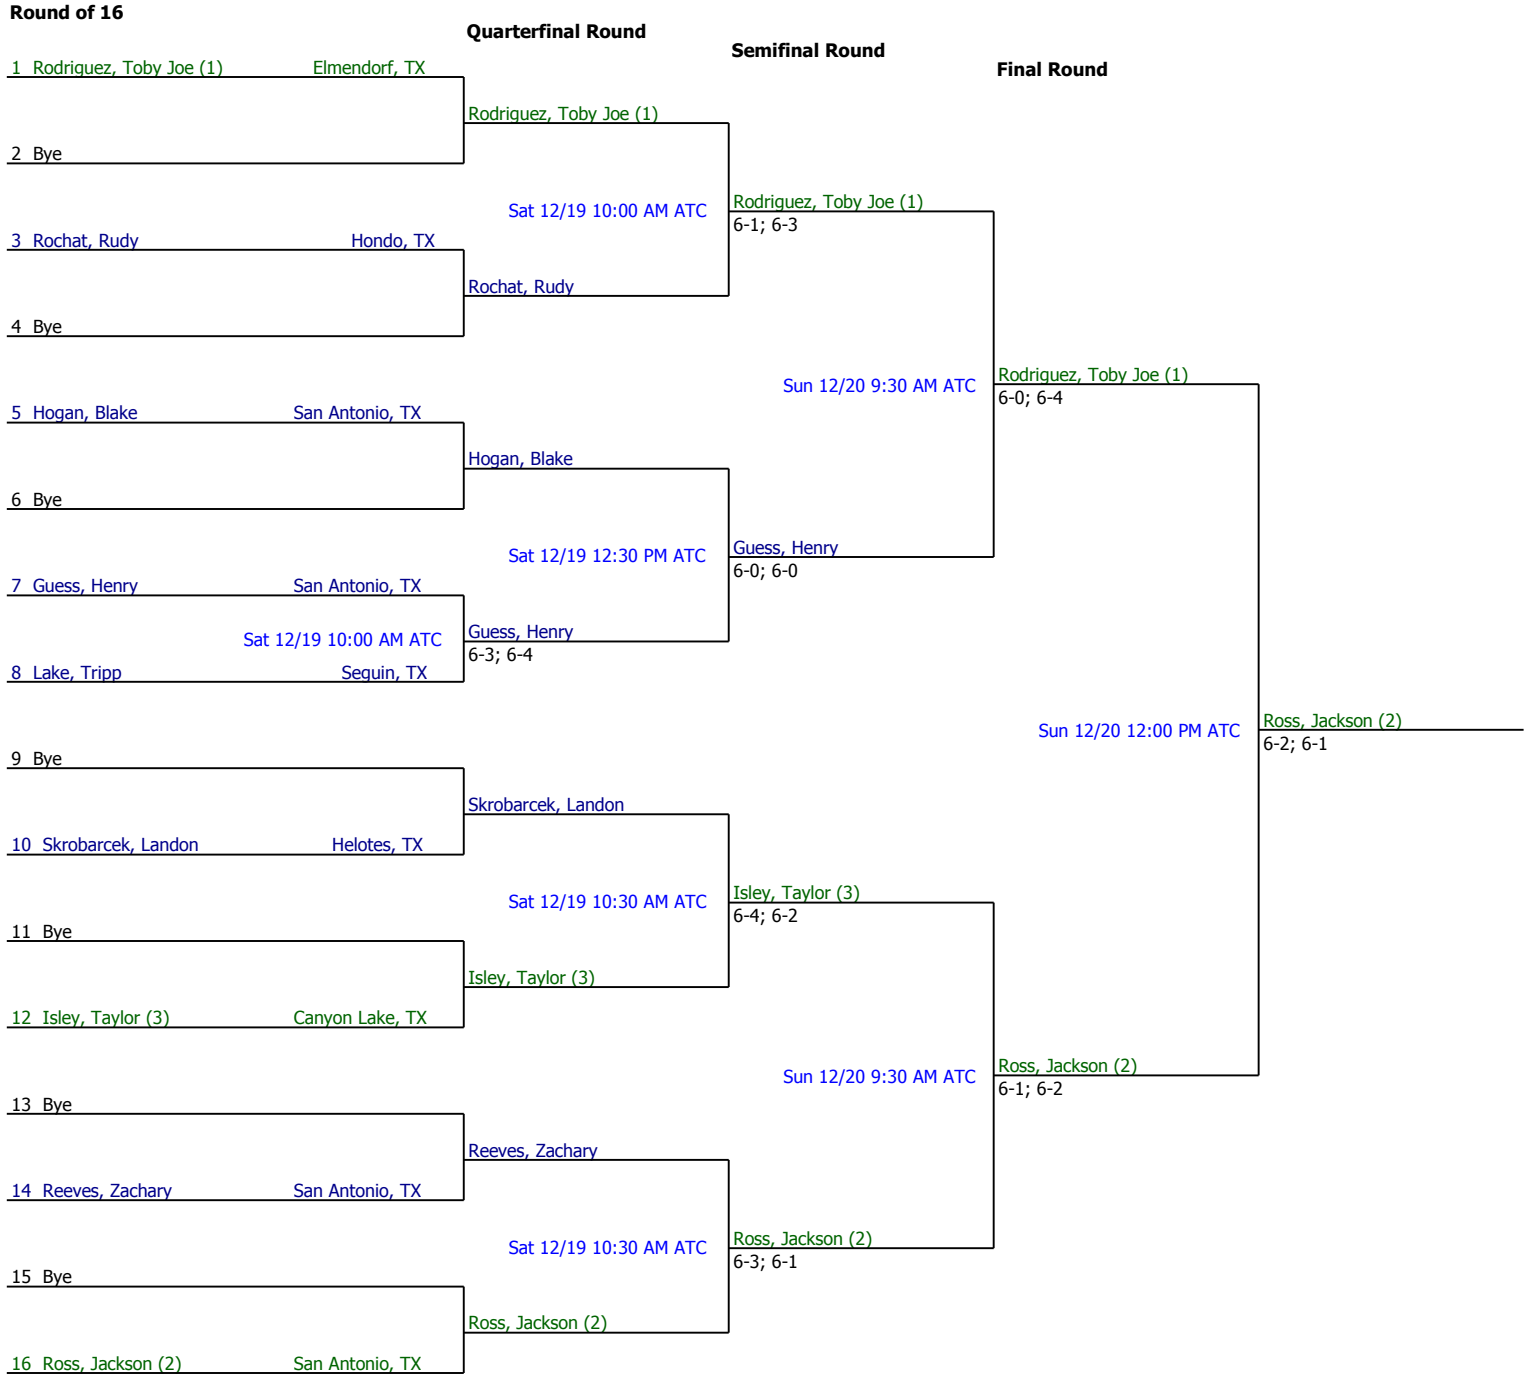 Round of 16
Quarterfinal Round
Semifinal Round
Final Round
1 Rodriguez, Toby Joe (1) Elmendorf, TX
Rodriguez, Toby Joe (1)
2 Bye
Sat 12/19 10:00 AM ATC
Rodriguez, Toby Joe (1)
6-1; 6-3
3 Rochat, Rudy Hondo, TX
Rochat, Rudy
4 Bye
Sun 12/20 9:30 AM ATC
Rodriguez, Toby Joe (1)
6-0; 6-4
5 Hogan, Blake San Antonio, TX
Hogan, Blake
6 Bye
Sat 12/19 12:30 PM ATC
Guess, Henry
6-0; 6-0
7 Guess, Henry San Antonio, TX
Sat 12/19 10:00 AM ATC
Guess, Henry
6-3; 6-4
8 Lake, Tripp Seguin, TX
Sun 12/20 12:00 PM ATC
Ross, Jackson (2)
6-2; 6-1
9 Bye
Skrobarcek, Landon
10 Skrobarcek, Landon Helotes, TX
Sat 12/19 10:30 AM ATC
Isley, Taylor (3)
6-4; 6-2
11 Bye
Isley, Taylor (3)
12 Isley, Taylor (3) Canyon Lake, TX
Sun 12/20 9:30 AM ATC
Ross, Jackson (2)
6-1; 6-2
13 Bye
Reeves, Zachary
14 Reeves, Zachary San Antonio, TX
Sat 12/19 10:30 AM ATC
Ross, Jackson (2)
6-3; 6-1
15 Bye
Ross, Jackson (2)
16 Ross, Jackson (2) San Antonio, TX